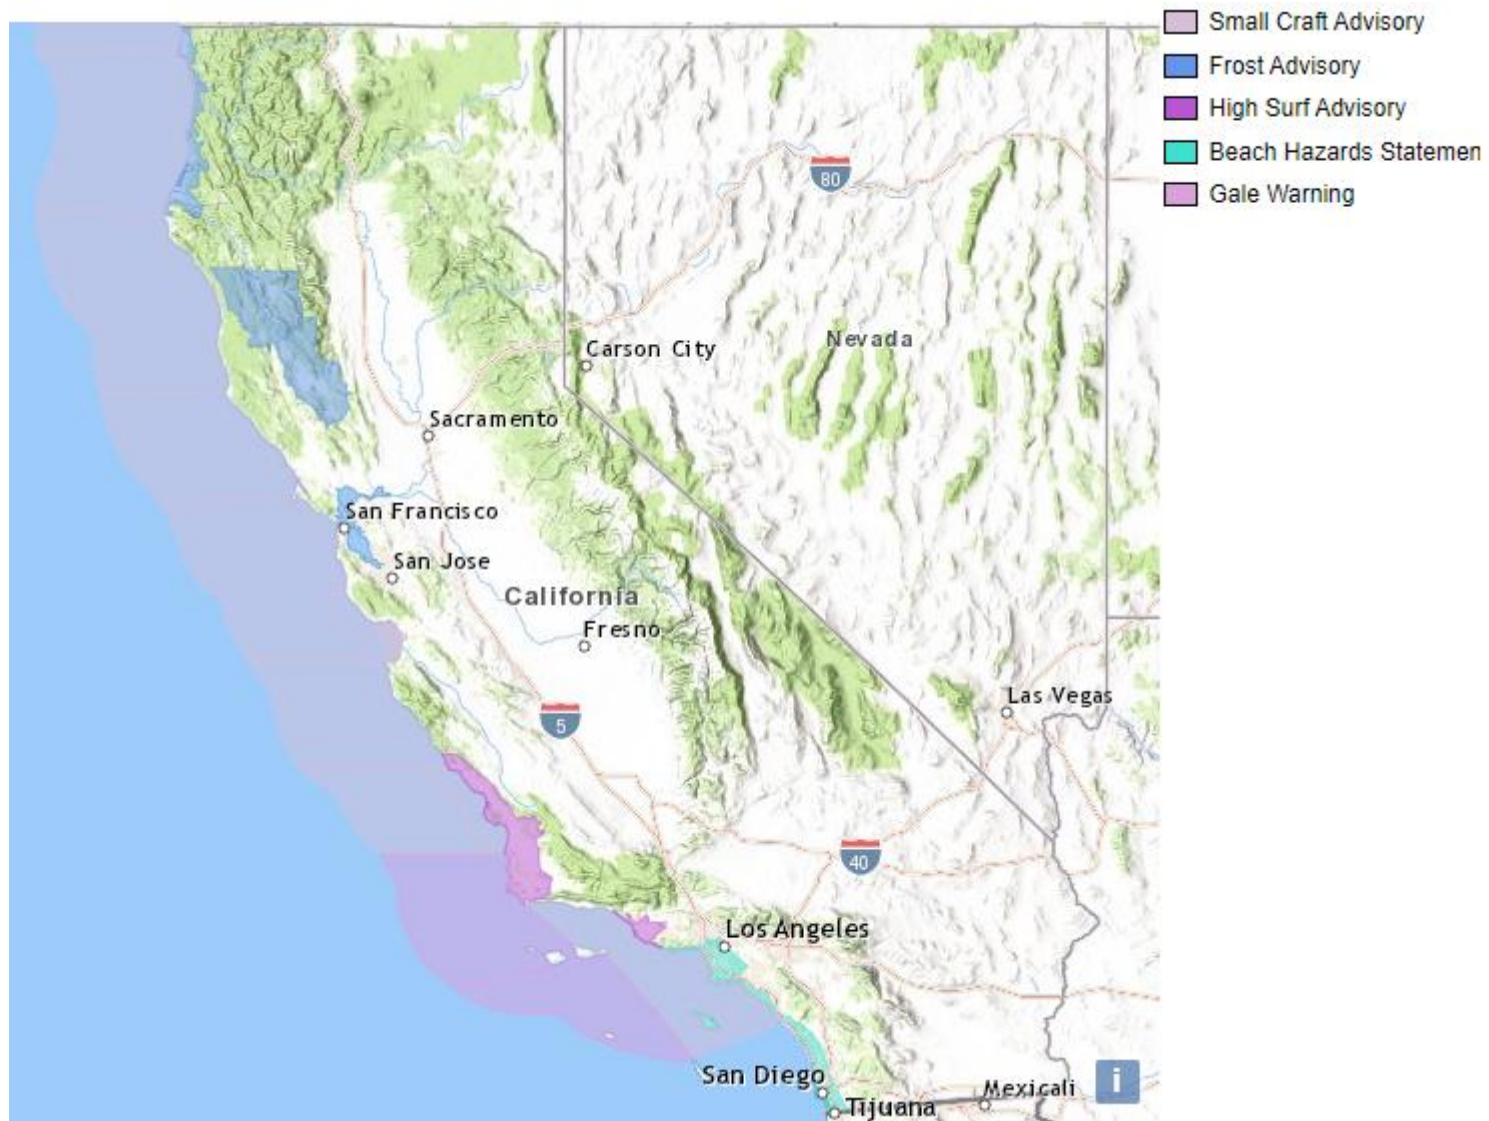 Small Craft Advisory
Frost Advisory
High Surf Advisory
Beach Hazards Statemen
Gale Warning
80
Nevada
Carson City
Sacramento
San Francisco
San Jose
California
Fresno
Las Vegas
5
40
Los Angeles
San Diego
Mexicali
Tijuana
i